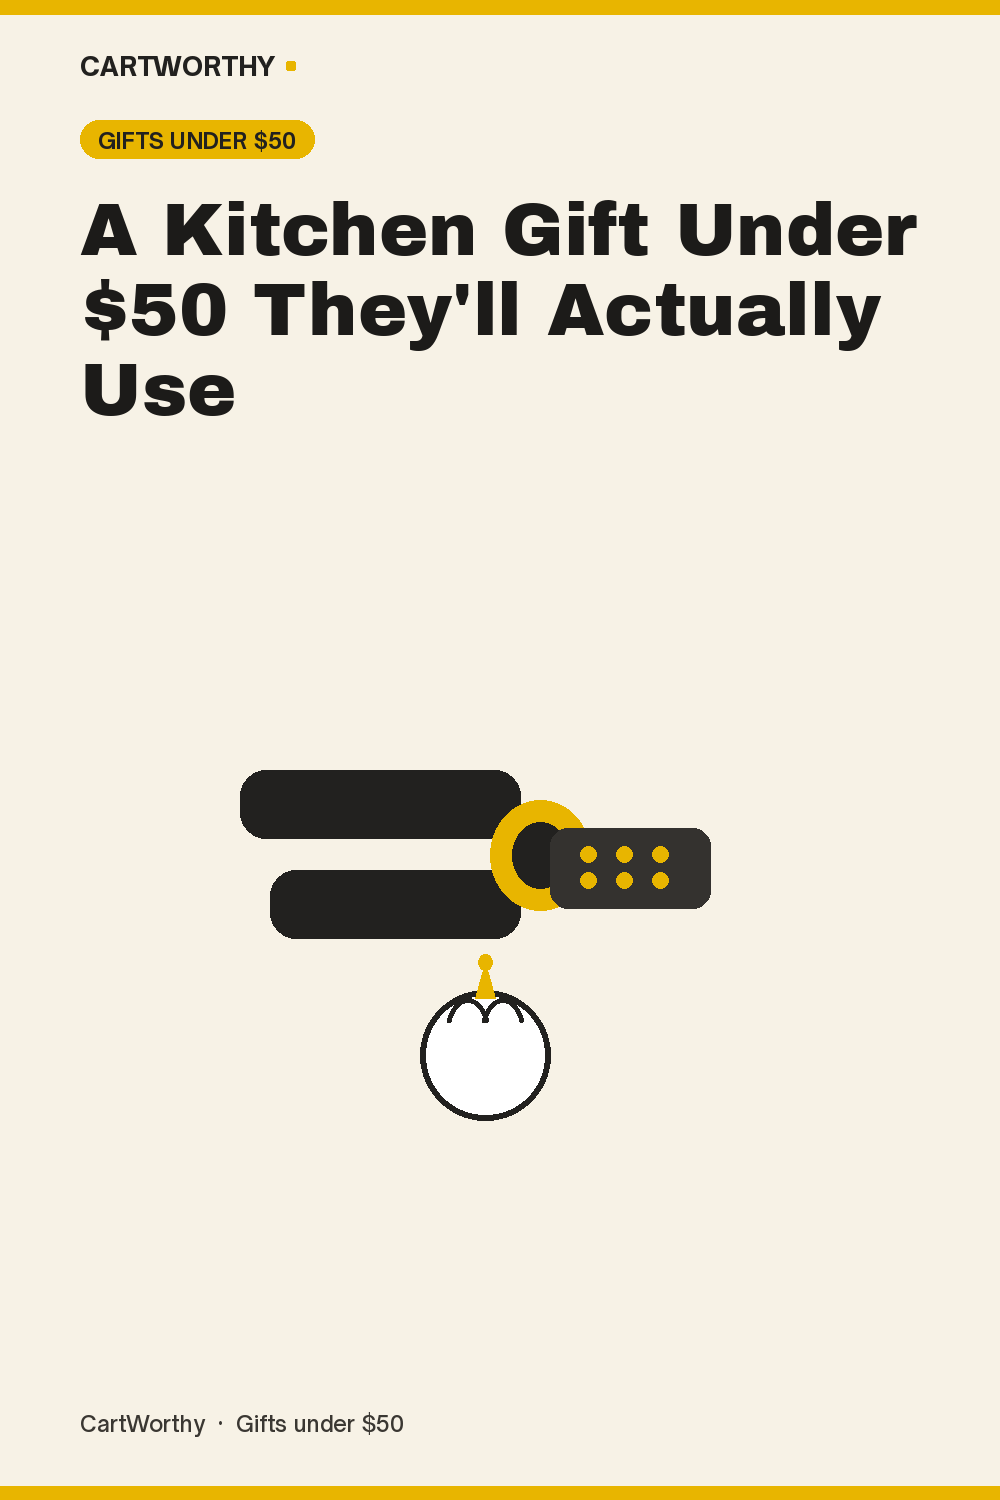 CARTWORTHY
GIFTS UNDER $50
A Kitchen Gift Under
$50 They'll Actually
Use
CartWorthy · Gifts under $50